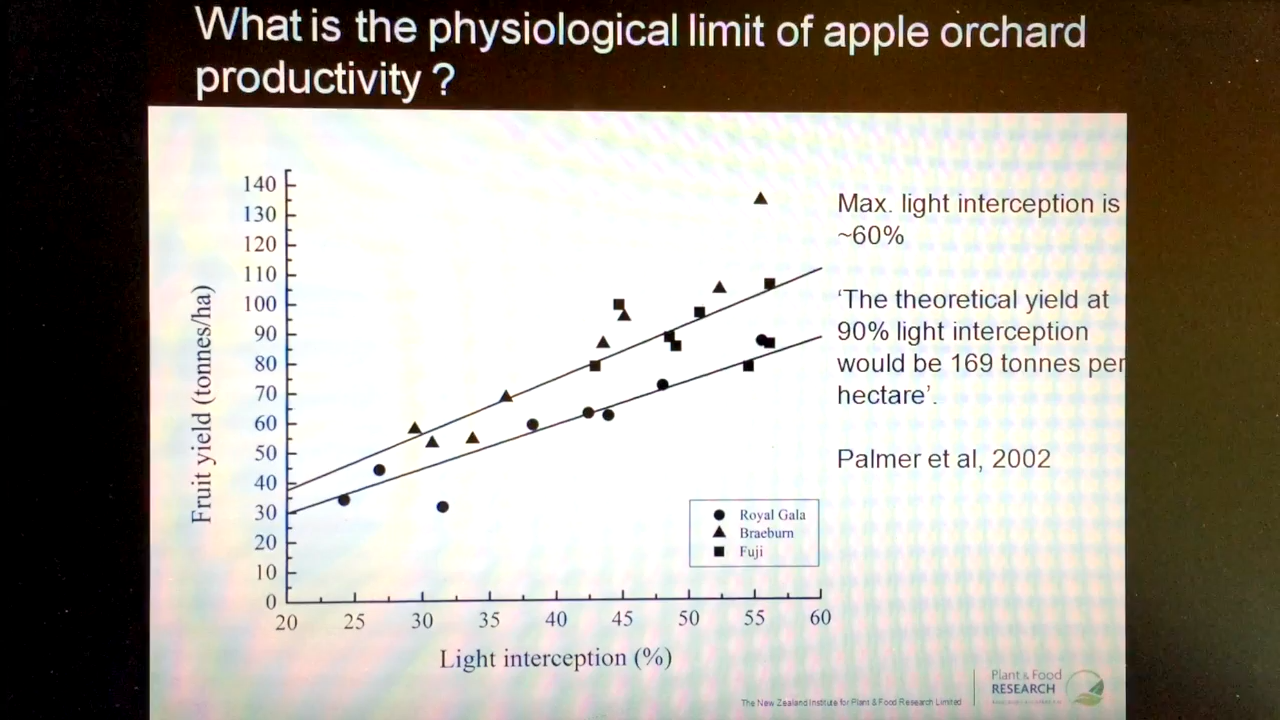 What is the physiological limit of apple orchard
productivity ?
140
130
120
110
100
90
80
70
60
50
40
30
20
10
0
Fruit yield (tonnes/ha)
20 25 30 35 40 45 50 55 60
Light interception (%)
Royal Gala
Braeburn
Fuji
Max. light interception is
~60%
‘The theoretical yield at
90% light interception
would be 169 tonnes per
hectare’.
Palmer et al, 2002
The New Zealand Institute for Plant & Food Research Limited
Plant & Food
RESEARCH